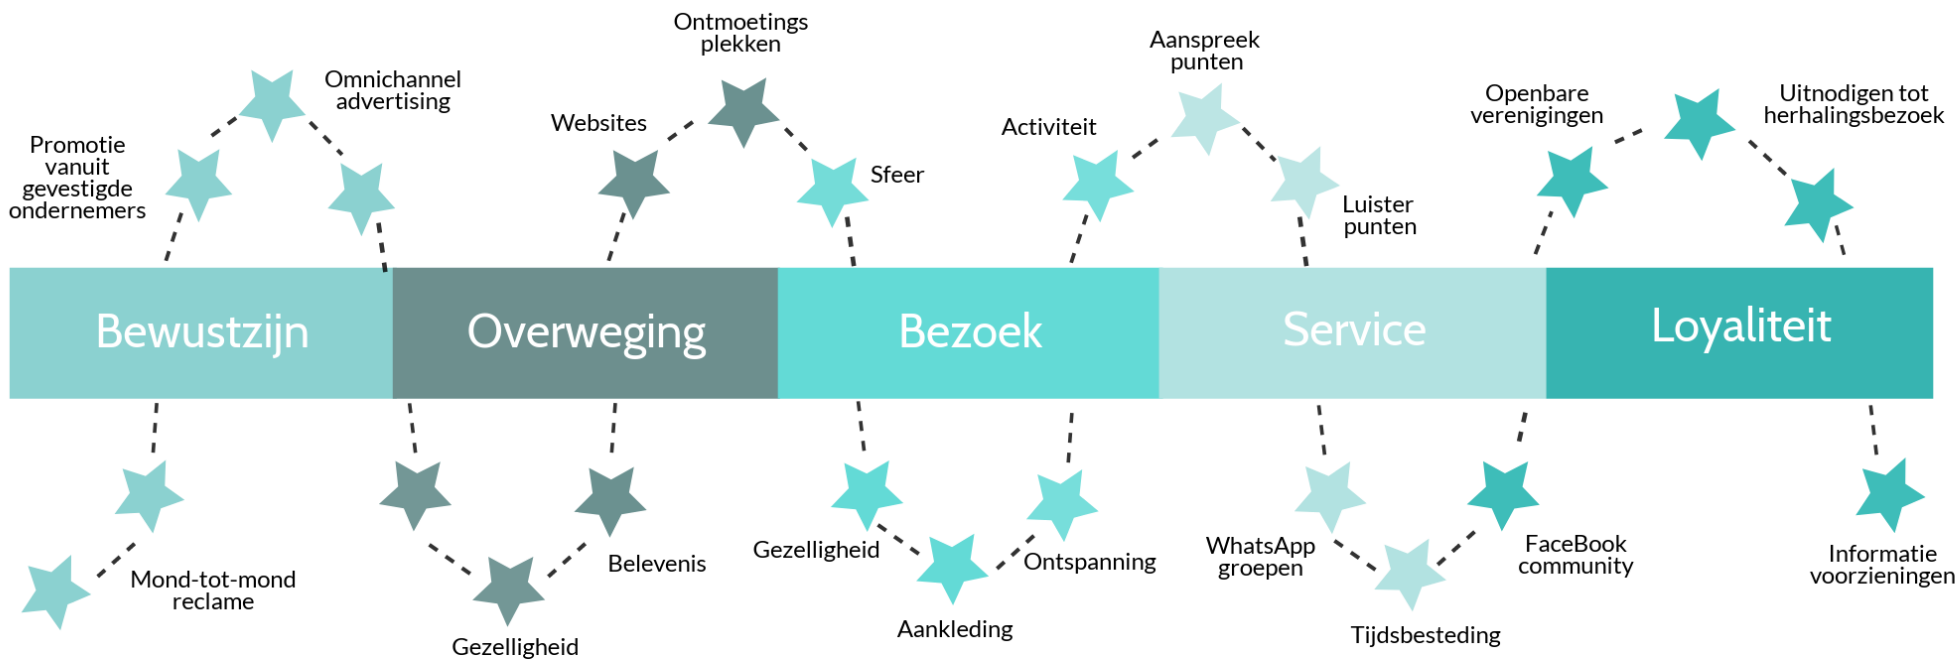 Ontmoetings
plekken
Aanspreek
punten
Omnichannel
advertising
Websites
Activiteit
Openbare
verenigingen
Uitnodigen tot
herhalingsbezoek
Promotie
vanuit
gevestigde
ondernemers
Sfeer
Luister
punten
Bewustzijn
Overweging
Bezoek
Service
Loyaliteit
Mond-tot-mond
reclame
Gezelligheid
Belevenis
Gezelligheid
Aankleding
Ontspanning
WhatsApp
groepen
Tijdsbesteding
FaceBook
community
Informatie
voorzieningen